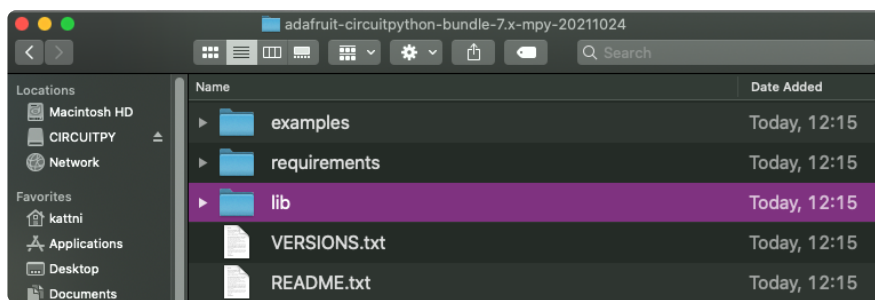 adafruit-circuitpython-bundle-7.x-mpy-20211024
Search
Locations
Macintosh HD
CIRCUITPY
Network
Favorites
kattni
Applications
Desktop
Documents
Name Date Added
examples Today, 12:15
requirements Today, 12:15
lib Today, 12:15
VERSIONS.txt Today, 12:15
README.txt Today, 12:15